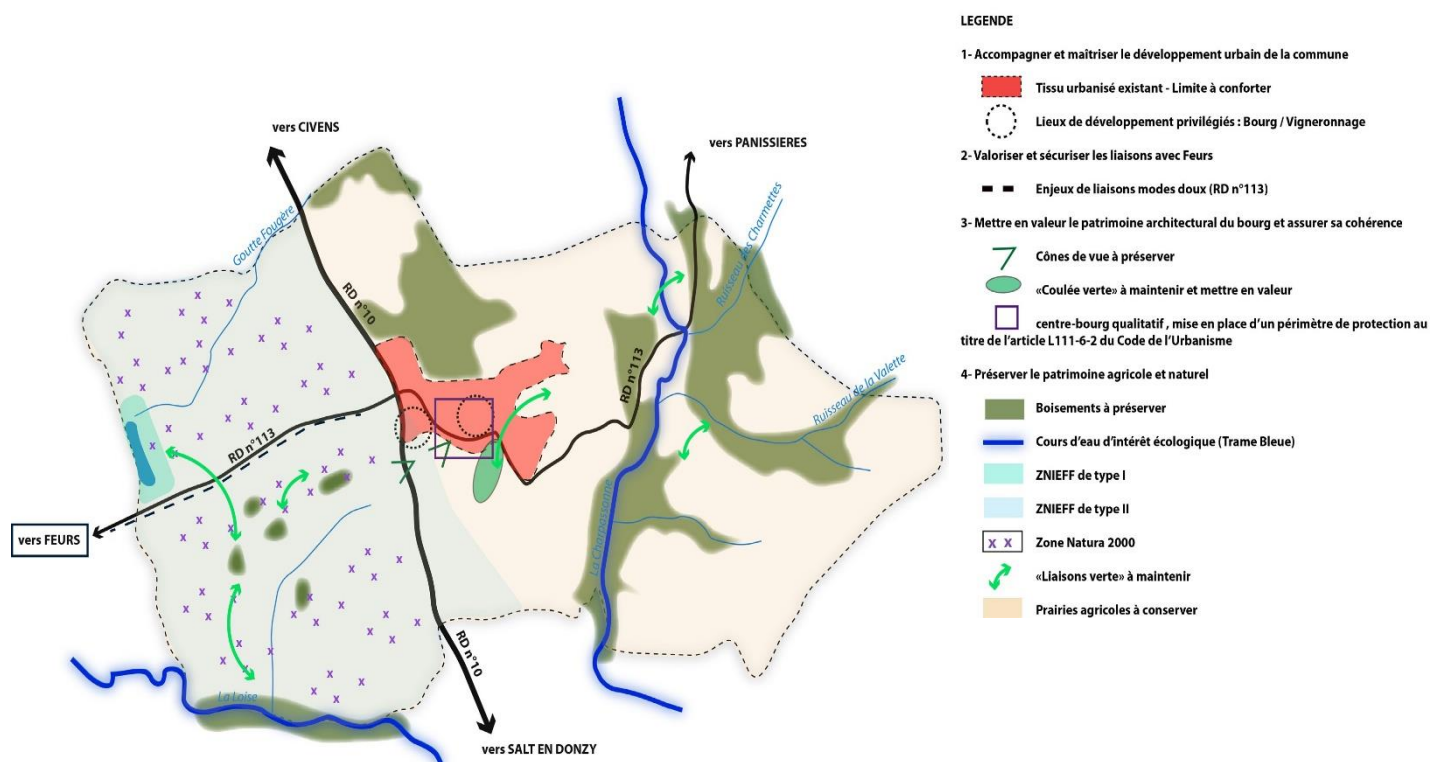 LEGENDE
1- Accompagner et maîtriser le développement urbain de la commune
Tissu urbanisé existant - Limite à conforter
Lieux de développement privilégiés : Bourg / Vigneronnage
2- Valoriser et sécuriser les liaisons avec Feurs
Enjeux de liaisons modes doux (RD n°113)
3- Mettre en valeur le patrimoine architectural du bourg et assurer sa cohérence
Cônes de vue à préserver
«Coulée verte» à maintenir et mettre en valeur
centre-bourg qualitatif , mise en place d'un périmètre de protection au
titre de l'article L111-6-2 du Code de l'Urbanisme
4- Préserver le patrimoine agricole et naturel
Boisements à préserver
Cours d'eau d'intérêt écologique (Trame Bleue)
ZNIEFF de type I
ZNIEFF de type II
x x Zone Natura 2000
«Liaisons verte» à maintenir
Prairies agricoles à conserver
vers CIVENS
vers PANISSIERES
Goutte Fougère
Ruisseau des Charmettes
RD n°10
RD n°113
Ruisseau de la Valette
RD n°113
vers FEURS
La Charpassonne
RD n°10
La Loise
vers SALT EN DONZY